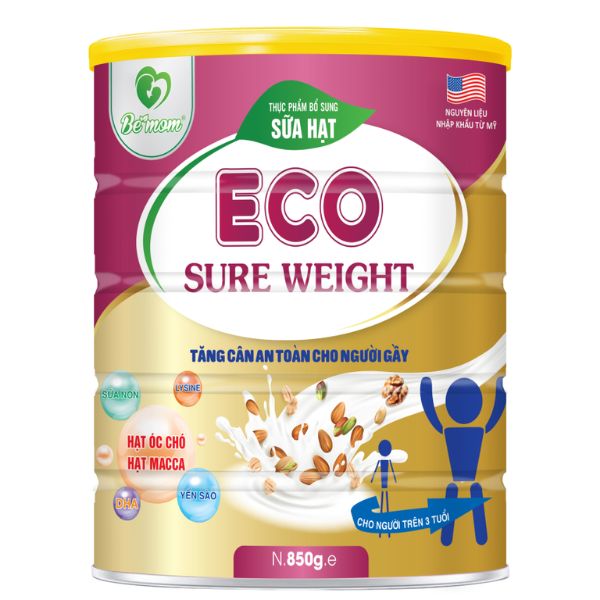 Be mom®
THỰC PHẨM BỔ SUNG
SỮA HẠT
NGUYÊN LIỆU
NHẬP KHẨU TỪ MỸ
ECO
SURE WEIGHT
TĂNG CÂN AN TOÀN CHO NGƯỜI GẦY
SỮA NON
LYSINE
HẠT ÓC CHÓ
HẠT MACCA
DHA
YẾN SÀO
CHO NGƯỜI TRÊN 3 TUỔI
N.850g.e